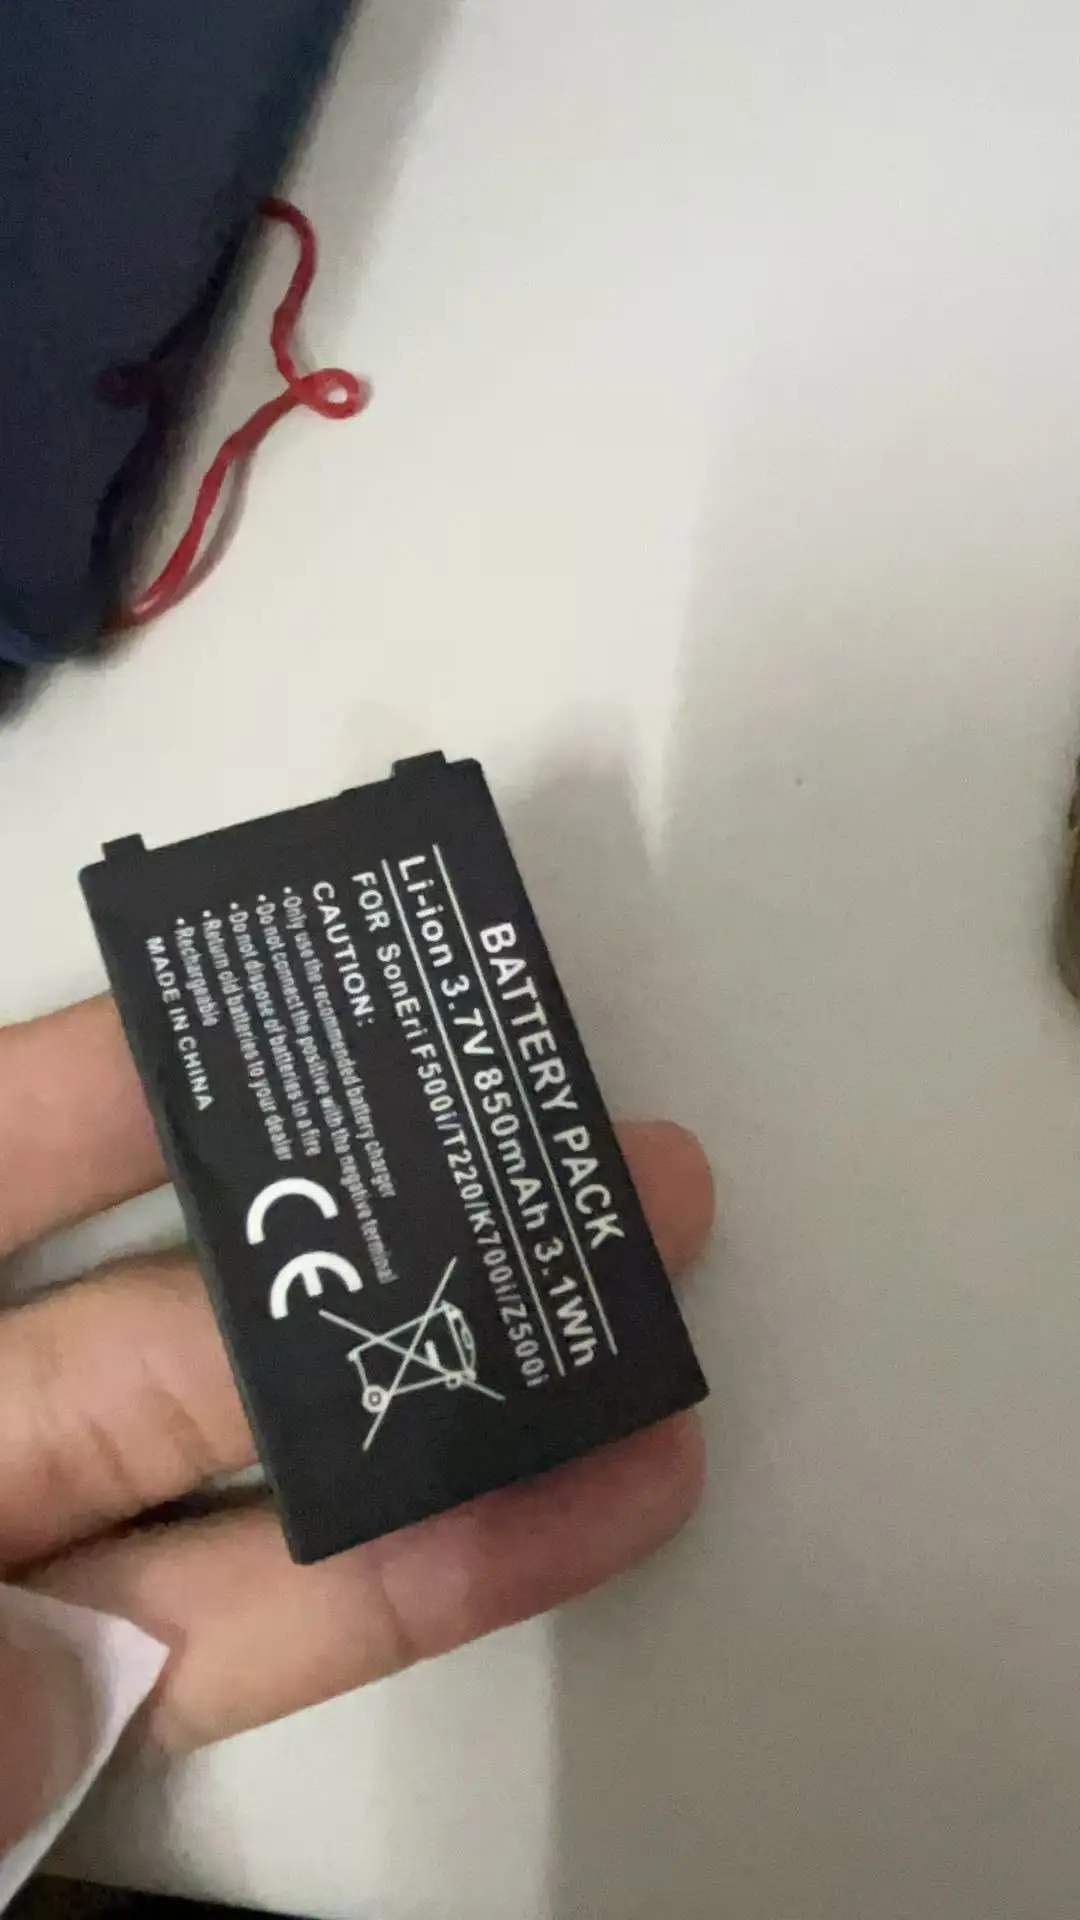 BATTERY PACK
Li-ion 3.7V 850mAh 3.1Wh
FOR SonEri F500i/T220/K700i/Z500i
CAUTION:
•Only use the recommended battery charger
•Do not connect the positive with the negative terminal
•Do not dispose of batteries in a fire
•Return old batteries to your dealer
•Rechargeable
MADE IN CHINA
CE